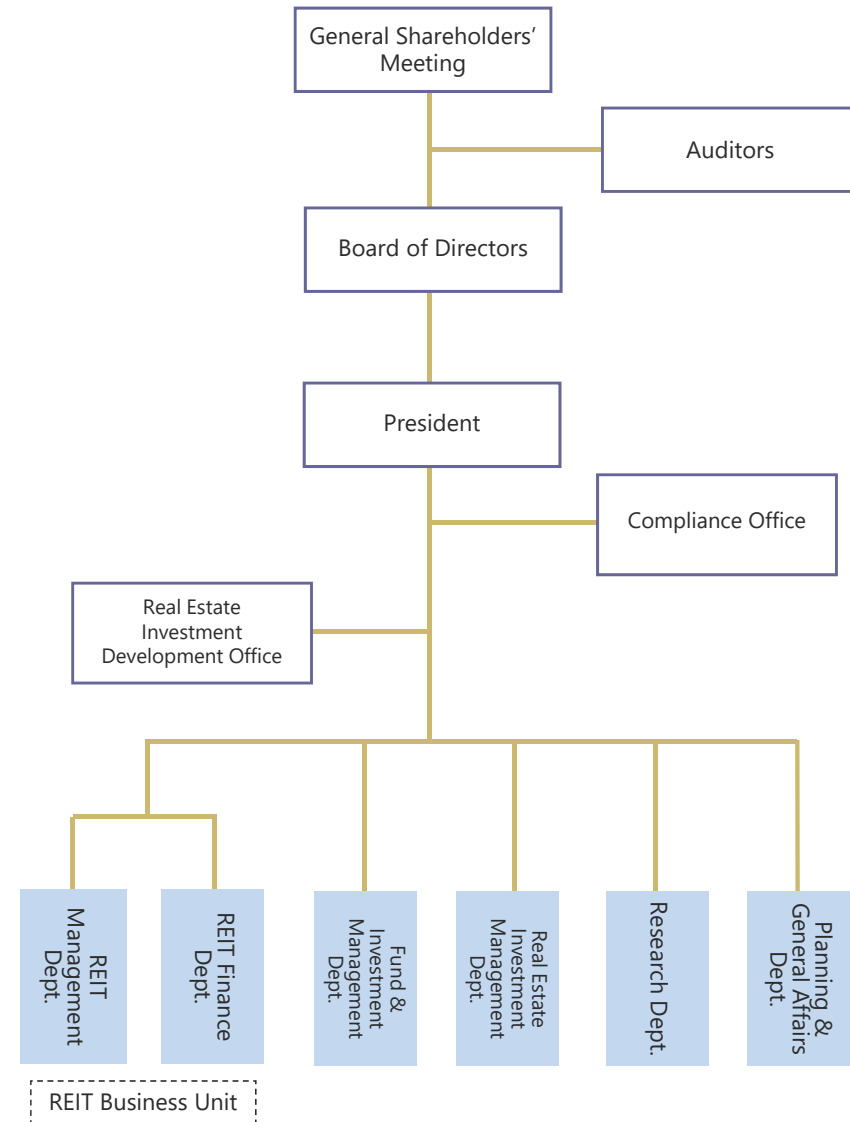 General Shareholders’
Meeting
Auditors
Board of Directors
President
Compliance Office
Real Estate
Investment
Development Office
REIT
Management
Dept.
REIT Finance
Dept.
Fund &
Investment
Management
Dept.
Real Estate
Investment
Management
Dept.
Research Dept.
Planning &
General Affairs
Dept.
REIT Business Unit